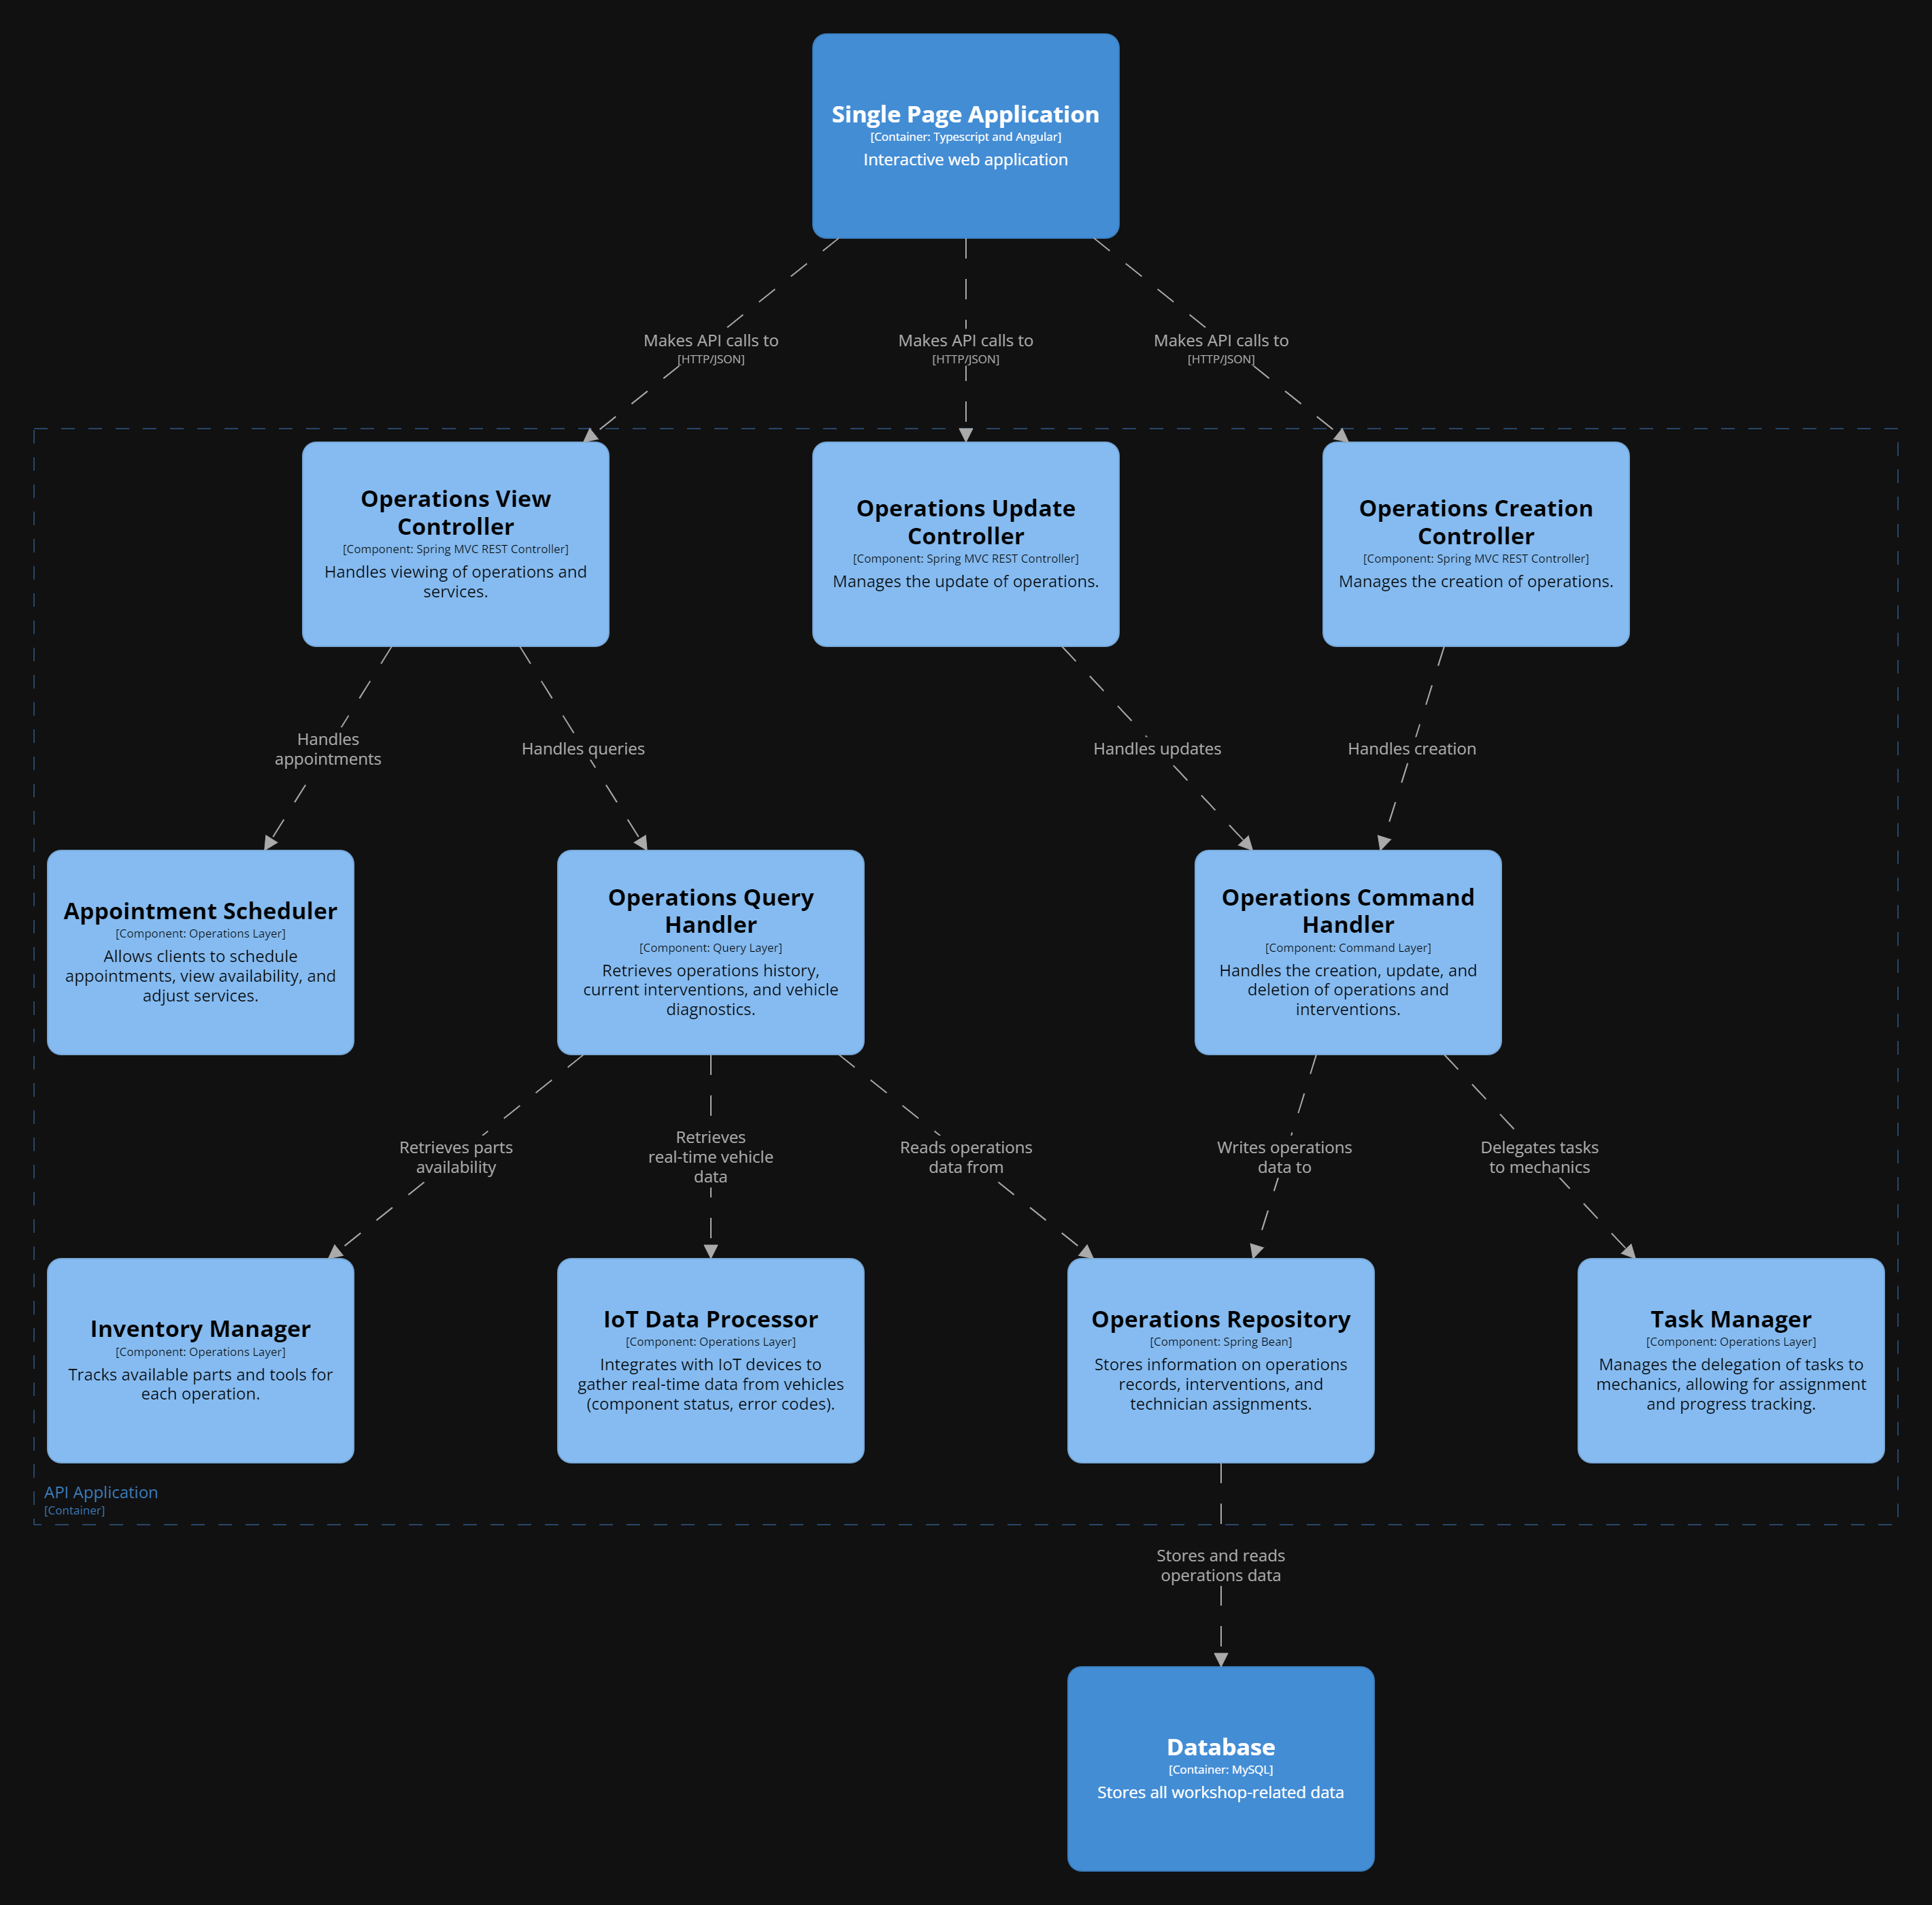 Single Page Application
[Container: Typescript and Angular]
Interactive web application
Makes API calls to
[HTTP/JSON]
Makes API calls to
[HTTP/JSON]
Makes API calls to
[HTTP/JSON]
Operations View
Controller
[Component: Spring MVC REST Controller]
Handles viewing of operations and
services.
Operations Update
Controller
[Component: Spring MVC REST Controller]
Manages the update of operations.
Operations Creation
Controller
[Component: Spring MVC REST Controller]
Manages the creation of operations.
Handles
appointments
Handles queries
Handles updates
Handles creation
Appointment Scheduler
[Component: Operations Layer]
Allows clients to schedule
appointments, view availability, and
adjust services.
Operations Query
Handler
[Component: Query Layer]
Retrieves operations history,
current interventions, and vehicle
diagnostics.
Operations Command
Handler
[Component: Command Layer]
Handles the creation, update, and
deletion of operations and
interventions.
Retrieves parts
availability
Retrieves
real-time vehicle
data
Reads operations
data from
Writes operations
data to
Delegates tasks
to mechanics
Inventory Manager
[Component: Operations Layer]
Tracks available parts and tools for
each operation.
IoT Data Processor
[Component: Operations Layer]
Integrates with IoT devices to
gather real-time data from vehicles
(component status, error codes).
Operations Repository
[Component: Spring Bean]
Stores information on operations
records, interventions, and
technician assignments.
Task Manager
[Component: Operations Layer]
Manages the delegation of tasks to
mechanics, allowing for assignment
and progress tracking.
API Application
[Container]
Stores and reads
operations data
Database
[Container: MySQL]
Stores all workshop-related data